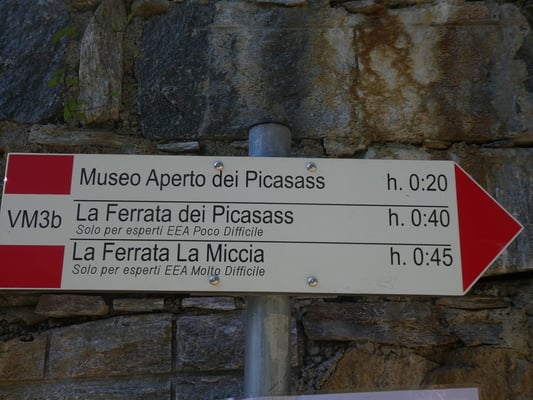 Museo Aperto dei Picasass h. 0:20
VM3b
La Ferrata dei Picasass h. 0:40
Solo per esperti EEA Poco Difficile
La Ferrata La Miccia h. 0:45
Solo per esperti EEA Molto Difficile